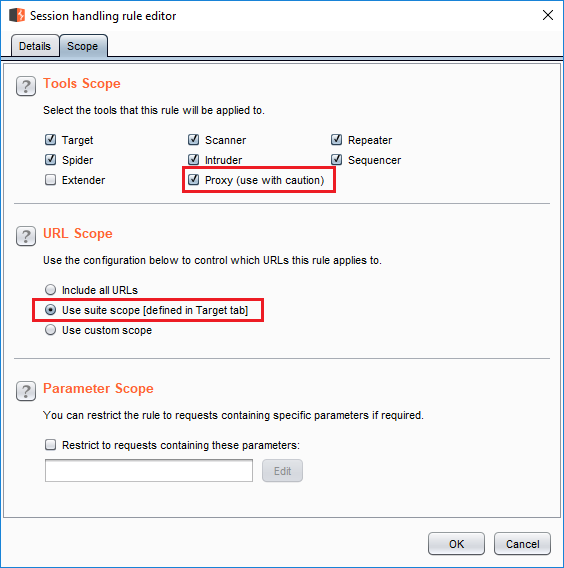 Session handling rule editor
Details Scope
? Tools Scope
Select the tools that this rule will be applied to.
Target Scanner Repeater
Spider Intruder Sequencer
Extender Proxy (use with caution)
? URL Scope
Use the configuration below to control which URLs this rule applies to.
Include all URLs
Use suite scope [defined in Target tab]
Use custom scope
? Parameter Scope
You can restrict the rule to requests containing specific parameters if required.
Restrict to requests containing these parameters:
Edit
OK Cancel